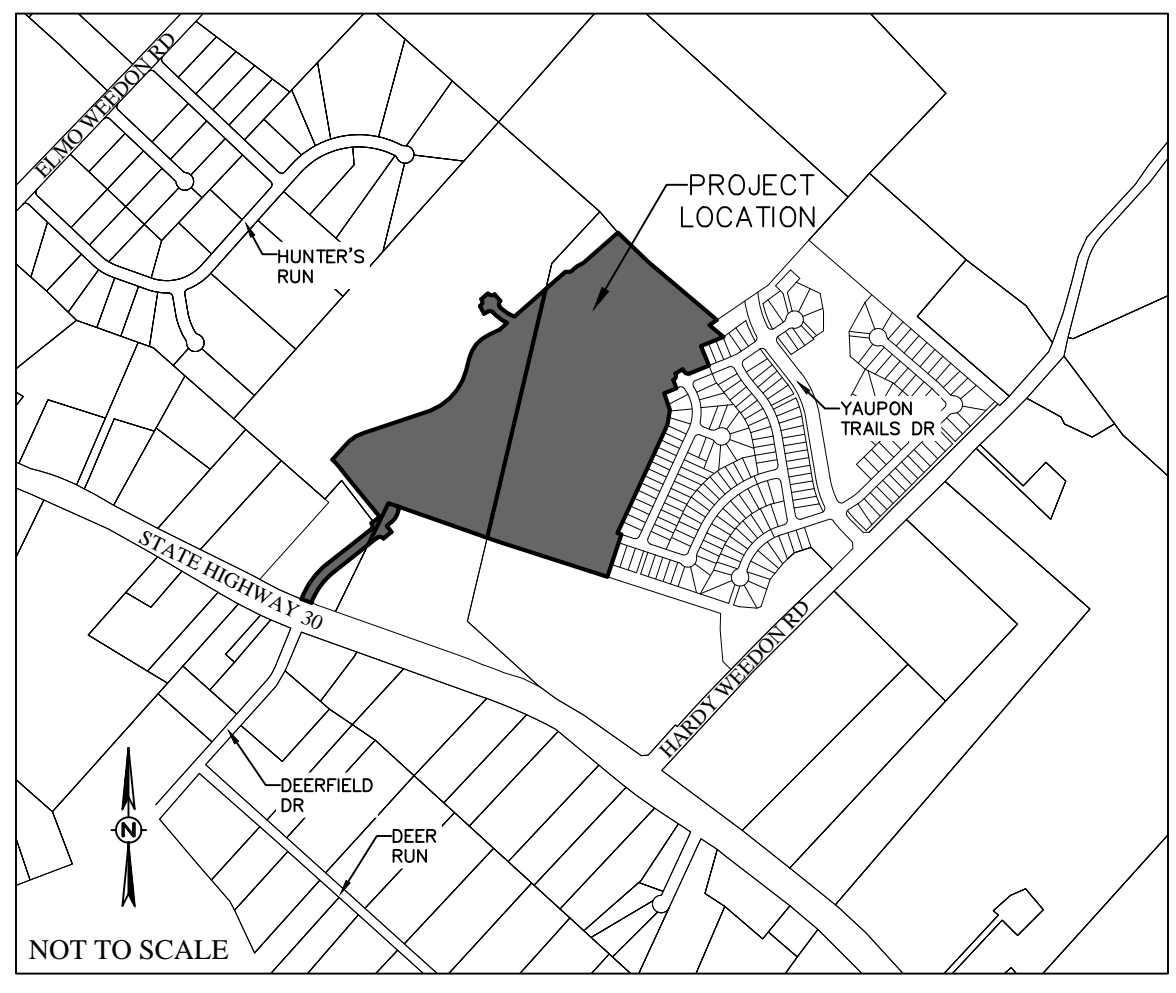 ELMO WEEDON RD
PROJECT
LOCATION
HUNTER'S
RUN
YAUPON
TRAILS DR
STATE HIGHWAY 30
HARDY WEEDON RD
DEERFIELD
DR
DEER
RUN
N
NOT TO SCALE